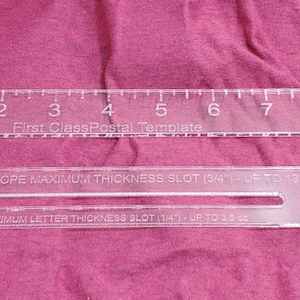 2 3 4 5 6 7
First ClassPostal Template
OPE MAXIMUM THICKNESS SLOT (3/4") - UP TO 13
IMUM LETTER THICKNESS SLOT (1/4") - UP TO 3.5 oz